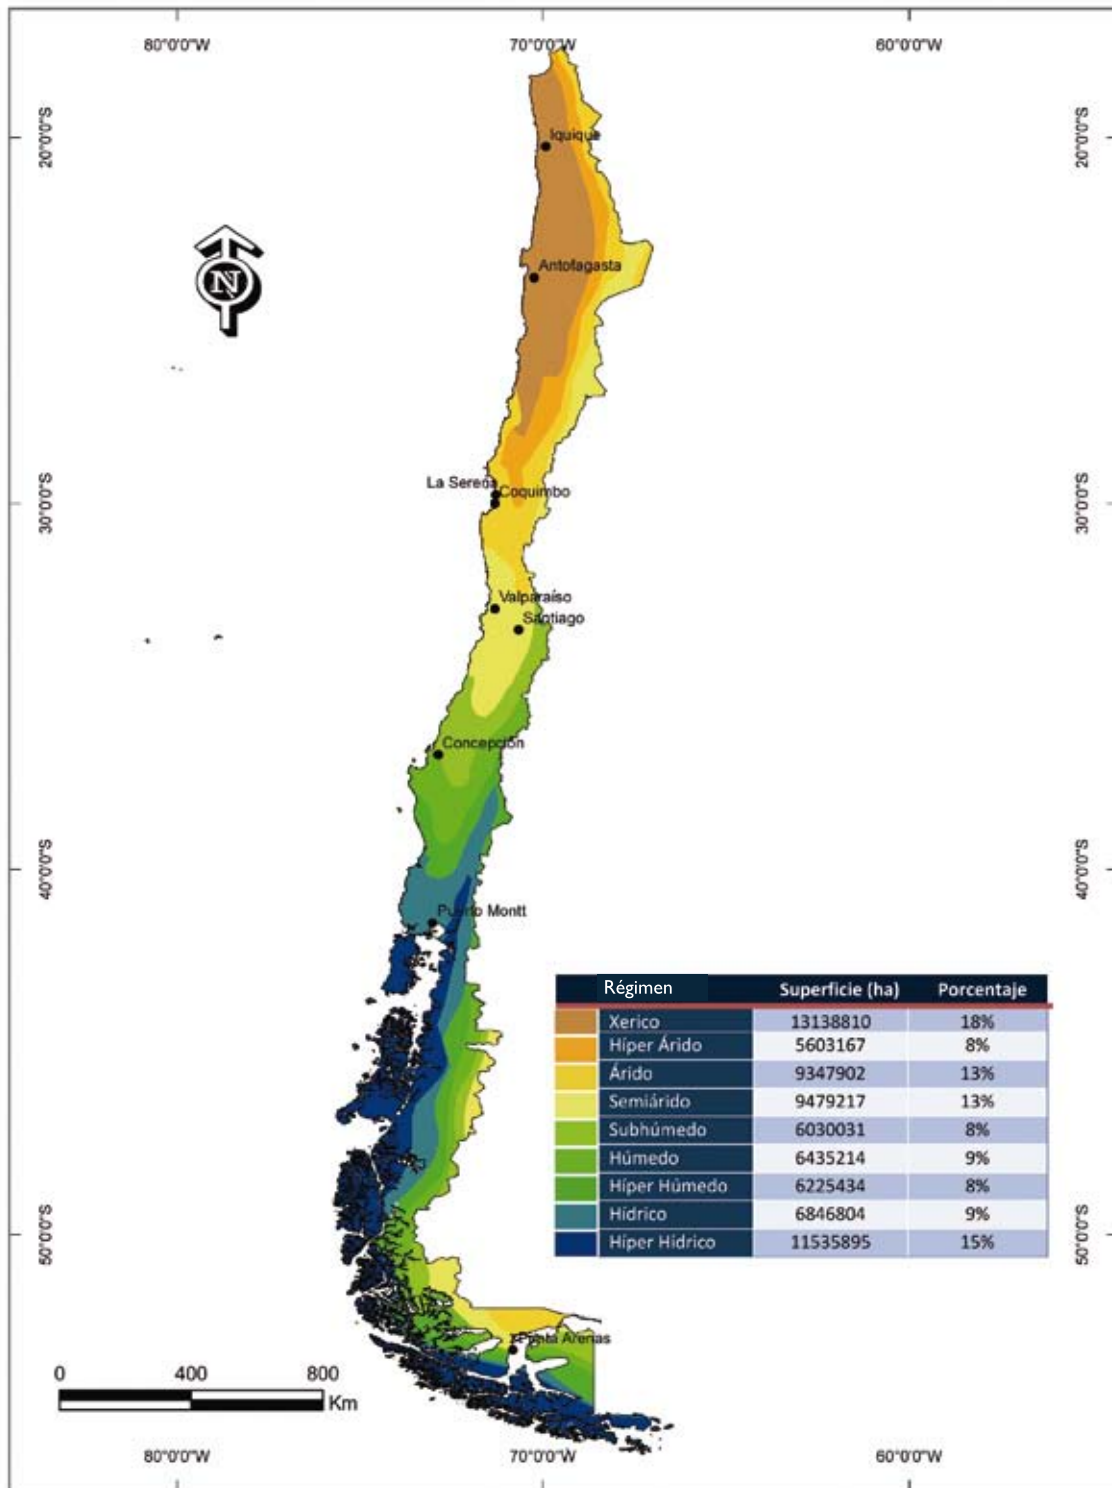 80°0'0"W 70°0'0"W 60°0'0"W
20°0'0"S 20°0'0"S
Iquique
N
Antofagasta
La Serena
Coquimbo
30°0'0"S 30°0'0"S
Valparaíso
Santiago
Concepción
40°0'0"S 40°0'0"S
Puerto Montt
Régimen Superficie (ha) Porcentaje
Xerico 13138810 18%
Híper Árido 5603167 8%
Árido 9347902 13%
Semiárido 9479217 13%
Subhúmedo 6030031 8%
Húmedo 6435214 9%
Híper Húmedo 6225434 8%
Hídrico 6846804 9%
Híper Hídrico 11535895 15%
50°0'0"S 50°0'0"S
Punta Arenas
0 400 800
Km
80°0'0"W 70°0'0"W 60°0'0"W